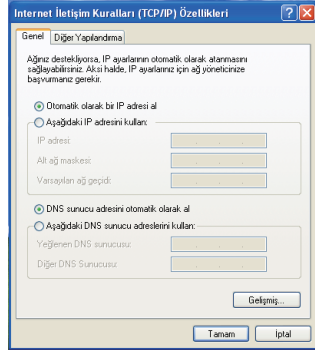 Internet İletişim Kuralları (TCP/IP) Özellikleri
Genel
Diğer Yapılandırma
Ağınız destekliyorsa, IP ayarlarının otomatik olarak atanmasını
sağlayabilirsiniz. Aksi halde, IP ayarlarınız için ağ yöneticinize
başvurmanız gerekir.
Otomatik olarak bir IP adresi al
Aşağıdaki IP adresini kullan:
IP adresi:
Alt ağ maskesi:
Varsayılan ağ geçidi:
DNS sunucu adresini otomatik olarak al
Aşağıdaki DNS sunucu adreslerini kullan:
Yeğlenen DNS sunucusu:
Diğer DNS Sunucusu:
Gelişmiş...
Tamam
İptal